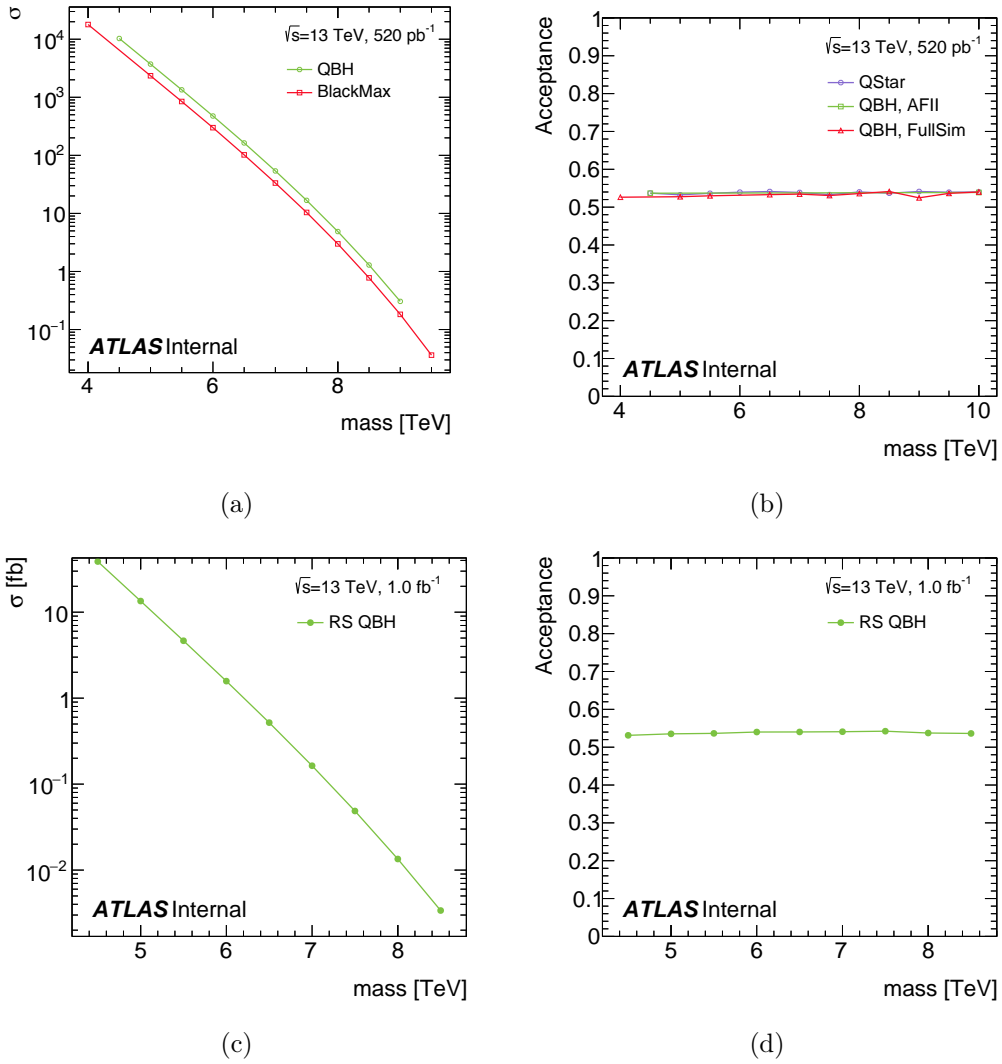 σ
√s=13 TeV, 520 pb⁻¹
QBH
BlackMax
10⁴
10³
10²
10
1
10⁻¹
ATLAS Internal
4 6 8
mass [TeV]
(a)
Acceptance
√s=13 TeV, 520 pb⁻¹
QStar
QBH, AFII
QBH, FullSim
1
0.9
0.8
0.7
0.6
0.5
0.4
0.3
0.2
0.1
0
ATLAS Internal
4 6 8 10
mass [TeV]
(b)
σ [fb]
√s=13 TeV, 1.0 fb⁻¹
RS QBH
10
1
10⁻¹
10⁻²
ATLAS Internal
5 6 7 8
mass [TeV]
(c)
Acceptance
√s=13 TeV, 1.0 fb⁻¹
RS QBH
1
0.9
0.8
0.7
0.6
0.5
0.4
0.3
0.2
0.1
0
ATLAS Internal
5 6 7 8
mass [TeV]
(d)